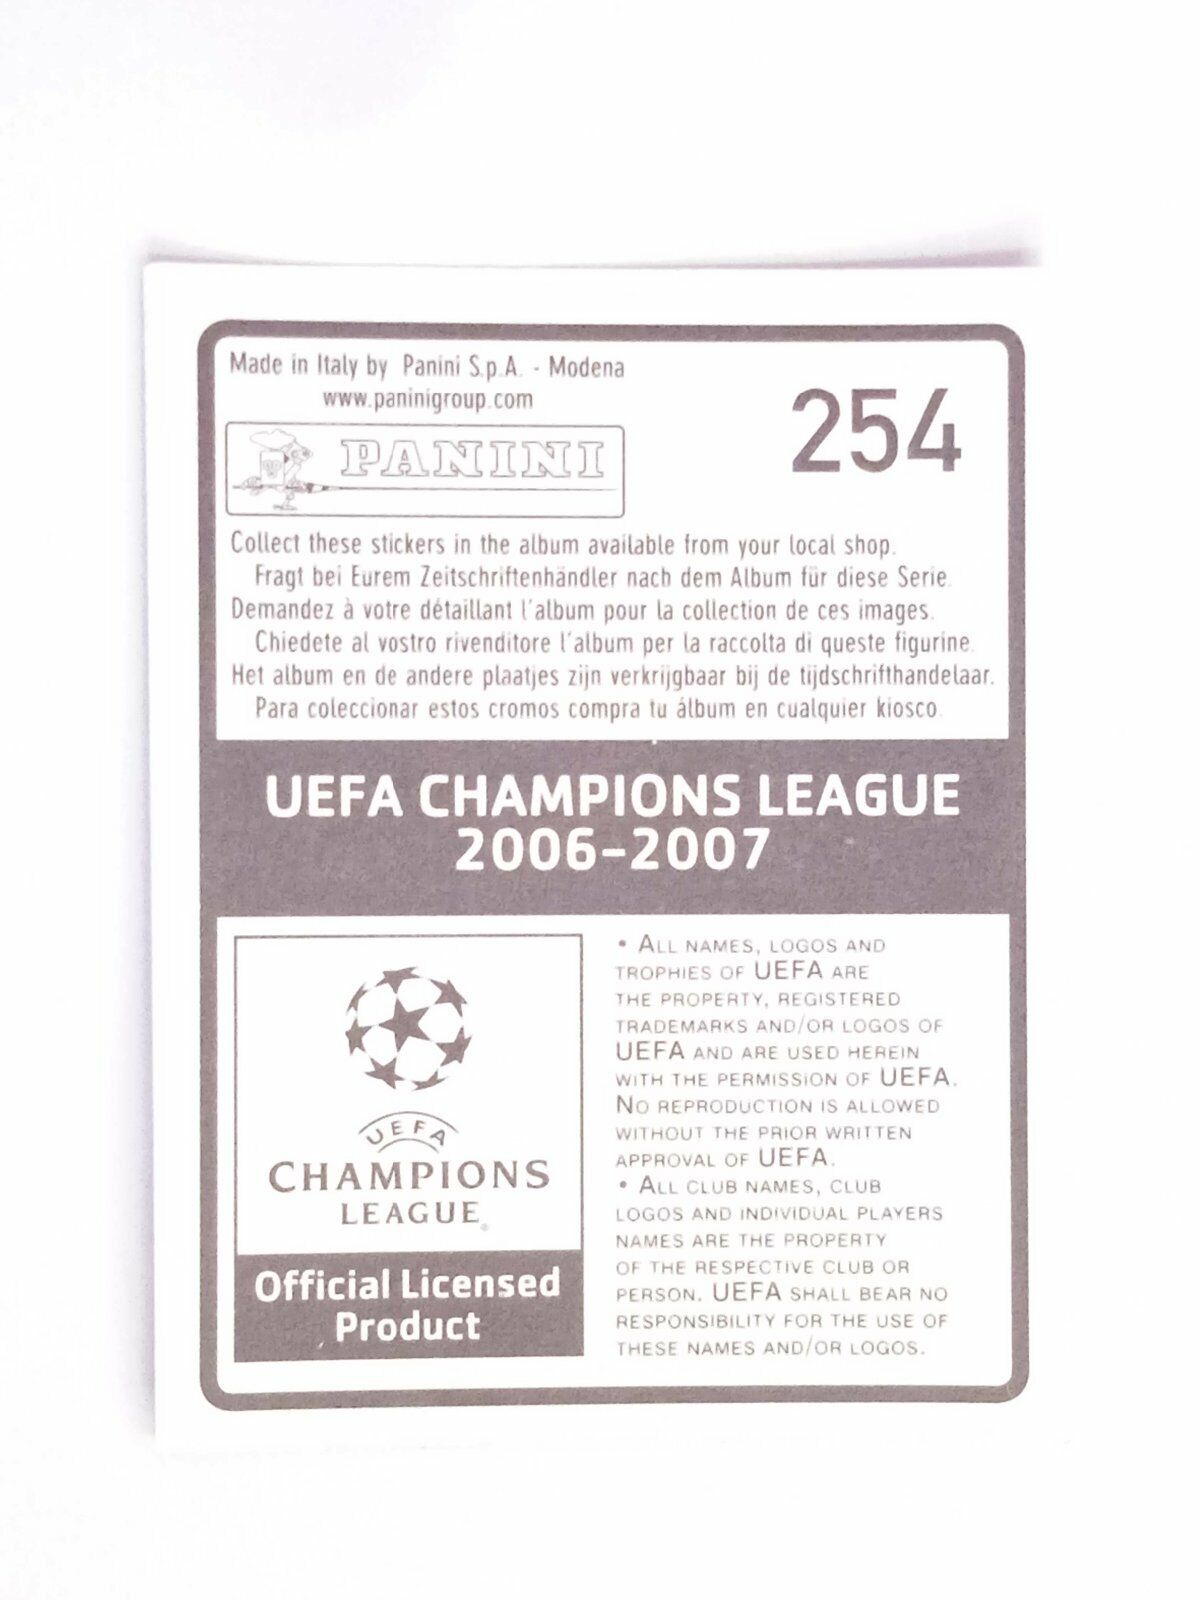 Made in Italy by Panini S.p.A. - Modena
www.paninigroup.com
254
PANINI
Collect these stickers in the album available from your local shop.
Fragt bei Eurem Zeitschriftenhändler nach dem Album für diese Serie.
Demandez à votre détaillant l'album pour la collection de ces images.
Chiedete al vostro rivenditore l'album per la raccolta di queste figurine.
Het album en de andere plaatjes zijn verkrijgbaar bij de tijdschrifthandelaar.
Para coleccionar estos cromos compra tu álbum en cualquier kiosco.
UEFA CHAMPIONS LEAGUE
2006-2007
UEFA
CHAMPIONS
LEAGUE®
Official Licensed
Product
• ALL NAMES, LOGOS AND
TROPHIES OF UEFA ARE
THE PROPERTY, REGISTERED
TRADEMARKS AND/OR LOGOS OF
UEFA AND ARE USED HEREIN
WITH THE PERMISSION OF UEFA.
NO REPRODUCTION IS ALLOWED
WITHOUT THE PRIOR WRITTEN
APPROVAL OF UEFA.
• ALL CLUB NAMES, CLUB
LOGOS AND INDIVIDUAL PLAYERS
NAMES ARE THE PROPERTY
OF THE RESPECTIVE CLUB OR
PERSON. UEFA SHALL BEAR NO
RESPONSIBILITY FOR THE USE OF
THESE NAMES AND/OR LOGOS.